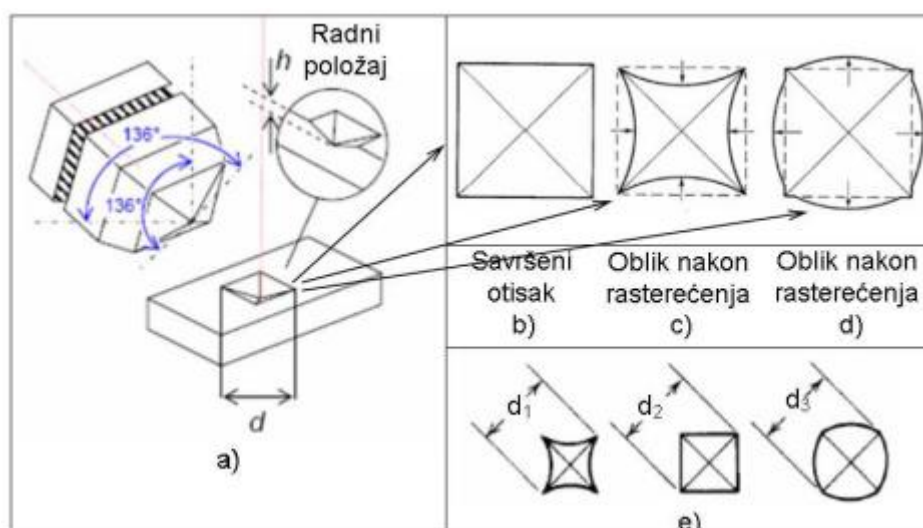 Radni
položaj
h
136°
136°
d
a)
Savršeni
otisak
b)
Oblik nakon
rasterećenja
c)
Oblik nakon
rasterećenja
d)
d1
d2
d3
e)